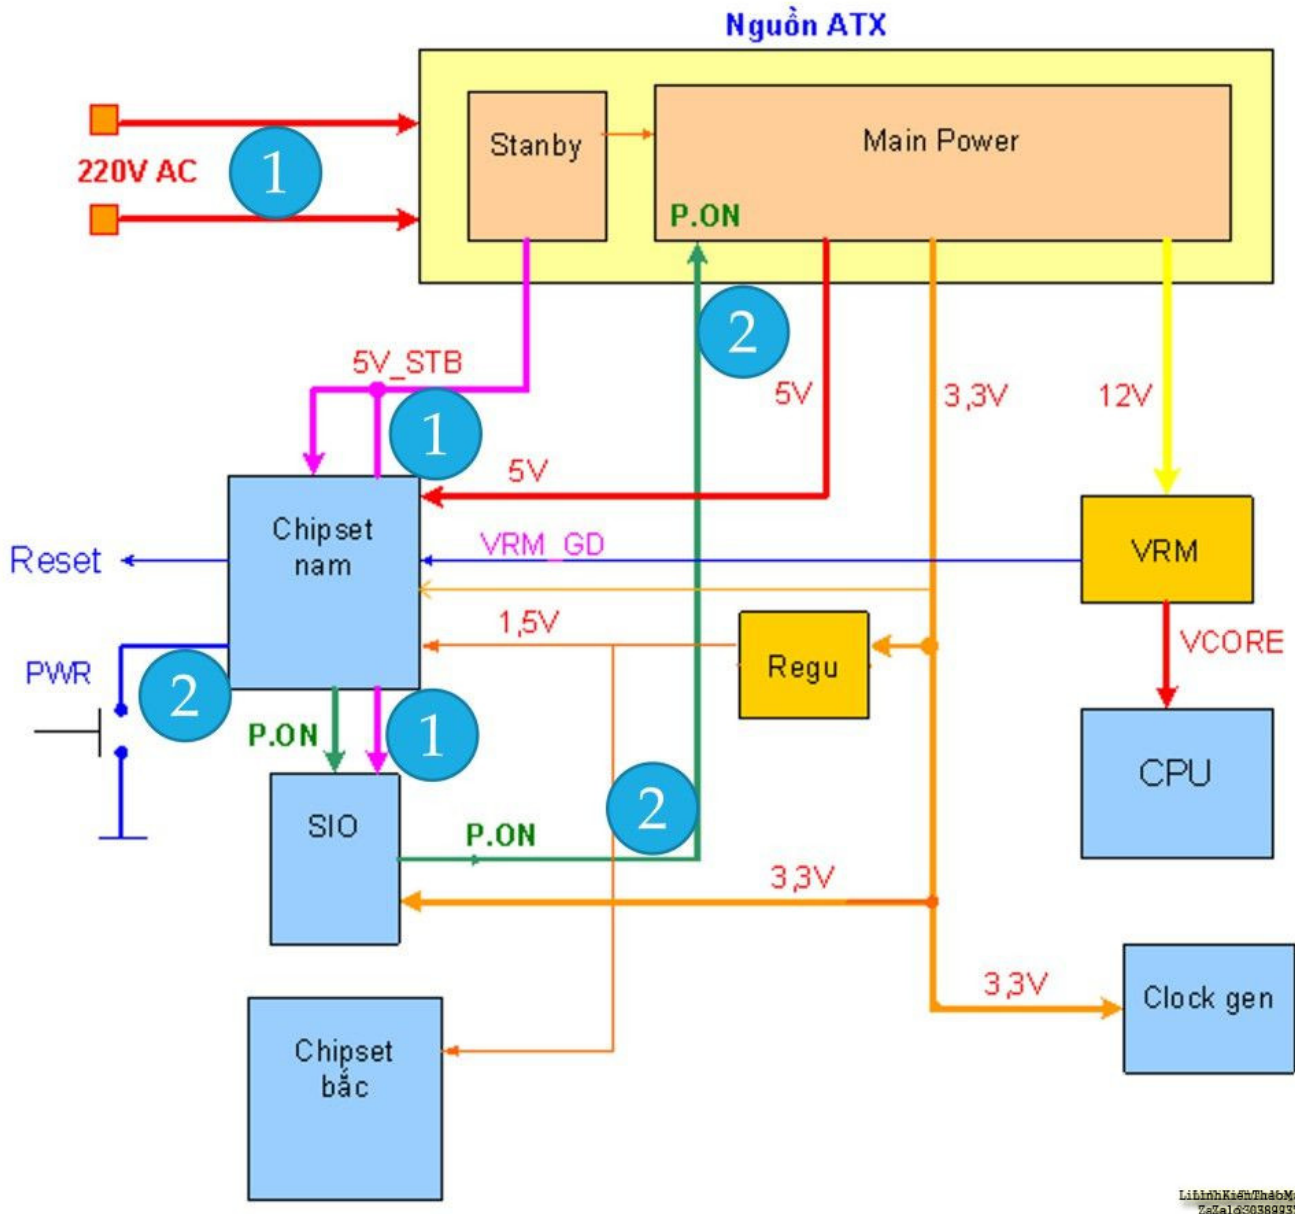 Nguồn ATX
Stanby
Main Power
220V AC
1
P.ON
2
5V_STB
5V
3,3V
12V
1
5V
Chipset
nam
VRM_GD
VRM
Reset
1,5V
Regu
VCORE
PWR
2
P.ON
1
CPU
SIO
2
P.ON
3,3V
3,3V
Clock gen
Chipset
bắc